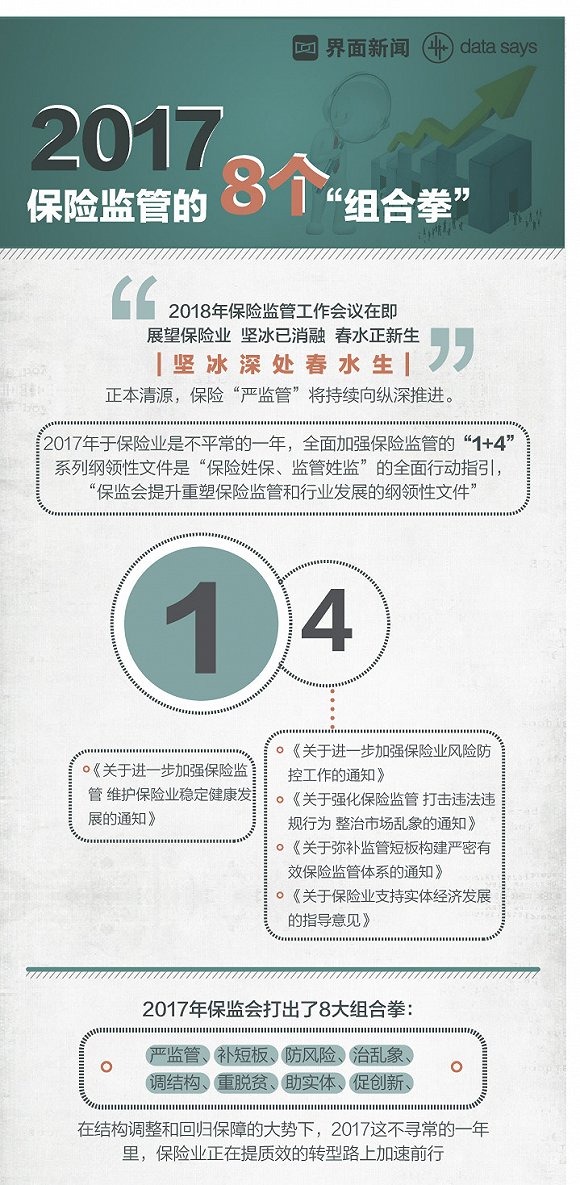 界面新闻 data says
2017
保险监管的 8个 “组合拳”
2018年保险监管工作会议在即
展望保险业 坚冰已消融 春水正新生
|坚冰深处春水生|
正本清源，保险“严监管”将持续向纵深推进。
2017年于保险业是不平常的一年，全面加强保险监管的“1+4”
系列纲领性文件是“保险姓保、监管姓监”的全面行动指引，
“保监会提升重塑保险监管和行业发展的纲领性文件”
1
4
《关于进一步加强保险监
管 维护保险业稳定健康发
展的通知》
《关于进一步加强保险业风险防
控工作的通知》
《关于强化保险监管 打击违法违
规行为 整治市场乱象的通知》
《关于弥补监管短板构建严密有
效保险监管体系的通知》
《关于保险业支持实体经济发展
的指导意见》
2017年保监会打出了8大组合拳：
严监管、补短板、防风险、治乱象、
调结构、重脱贫、助实体、促创新、
在结构调整和回归保障的大势下，2017这不寻常的一年
里，保险业正在提质效的转型路上加速前行